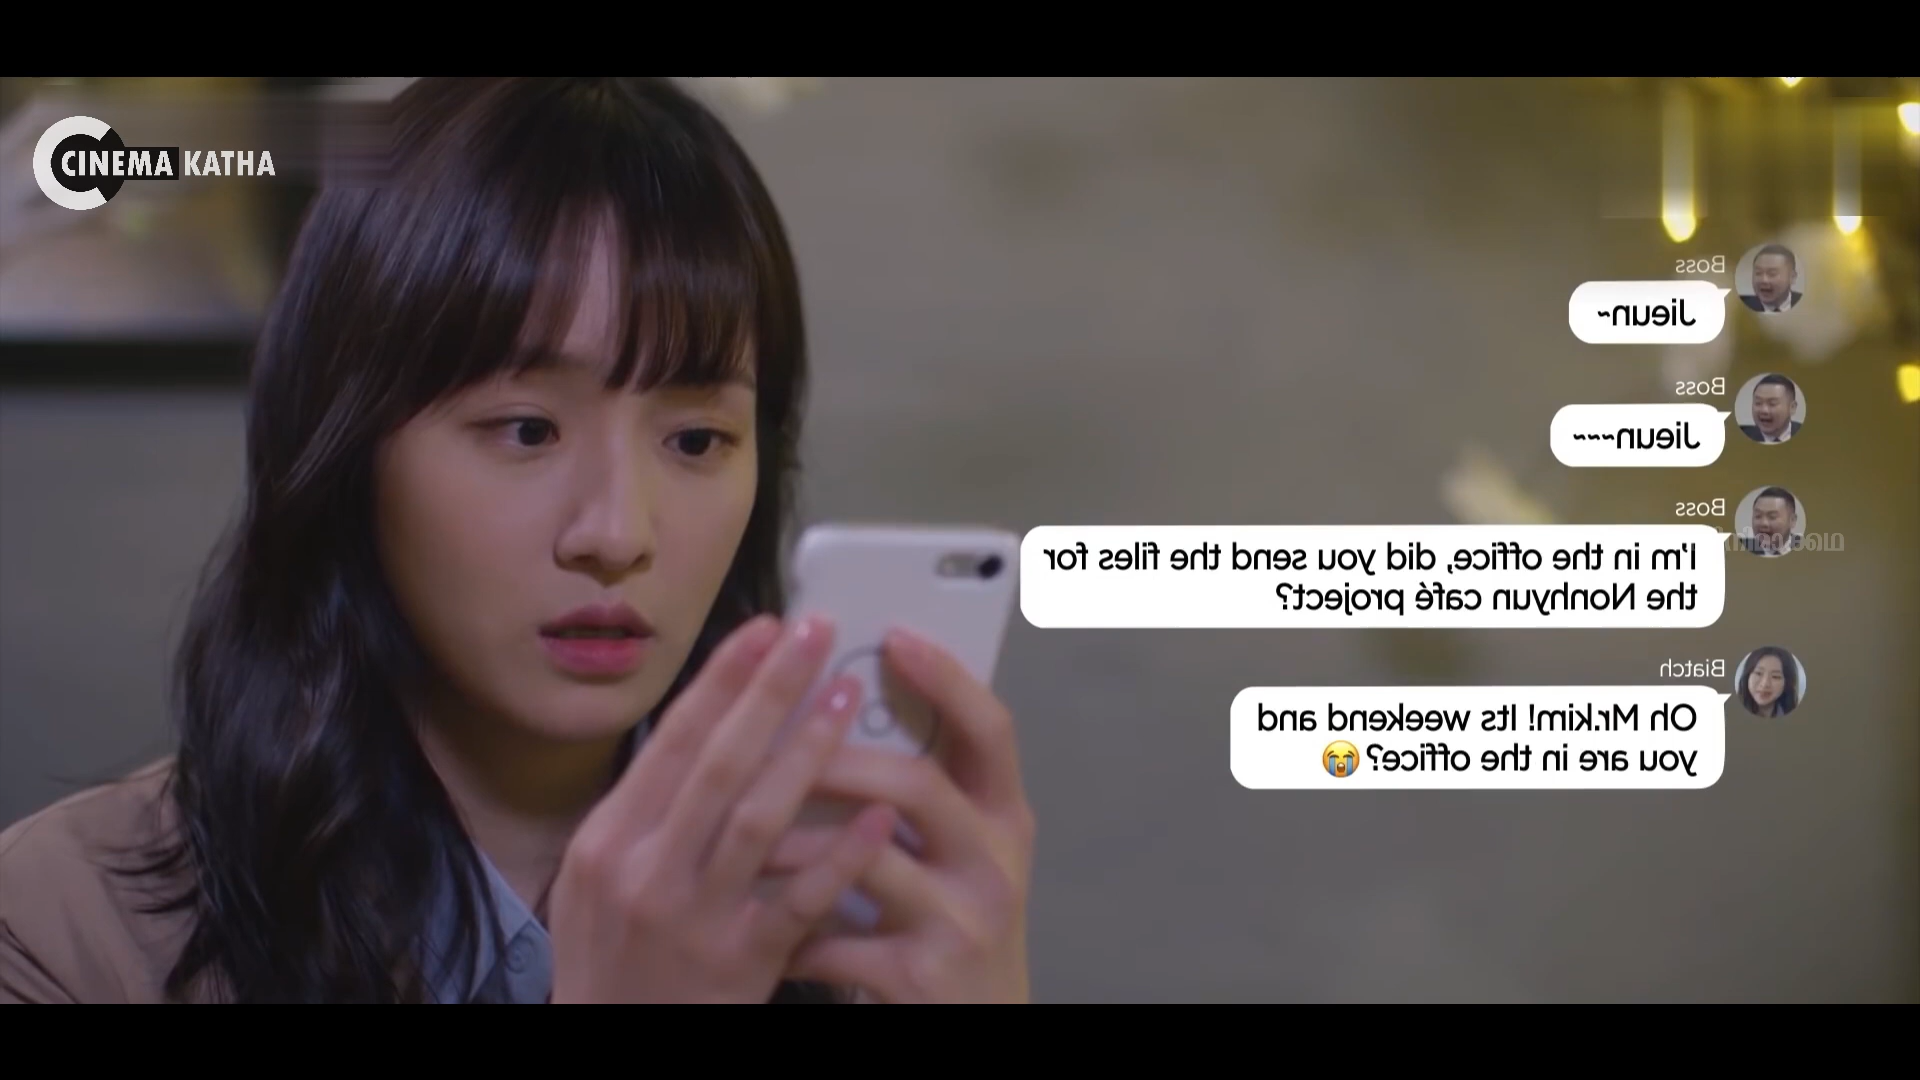 CINEMA KATHA
Boss
Jieun~
Boss
Jieun~~~
Boss
I'm in the office, did you send the files for
the Nonhyun café project?
Biatch
Oh Mr.kim! Its weekend and
you are in the office?😭